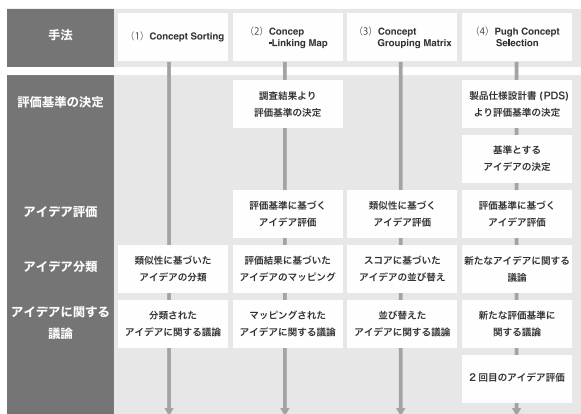 手法
(1) Concept Sorting
(2) Concep
-Linking Map
(3) Concept
Grouping Matrix
(4) Pugh Concept
Selection
評価基準の決定
調査結果より
評価基準の決定
製品仕様設計書 (PDS)
より評価基準の決定
基準とする
アイデアの決定
アイデア評価
評価基準に基づく
アイデア評価
類似性に基づく
アイデア評価
評価基準に基づく
アイデア評価
アイデア分類
類似性に基づいた
アイデアの分類
評価結果に基づいた
アイデアのマッピング
スコアに基づいた
アイデアの並び替え
新たなアイデアに関する
議論
アイデアに関する
議論
分類された
アイデアに関する議論
マッピングされた
アイデアに関する議論
並び替えた
アイデアに関する議論
新たな評価基準に
関する議論
2 回目のアイデア評価